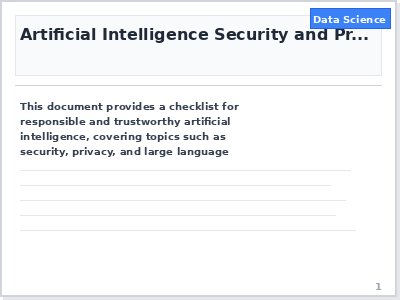 Data Science
Artificial Intelligence Security and Pr...
This document provides a checklist for
responsible and trustworthy artificial
intelligence, covering topics such as
security, privacy, and large language
1